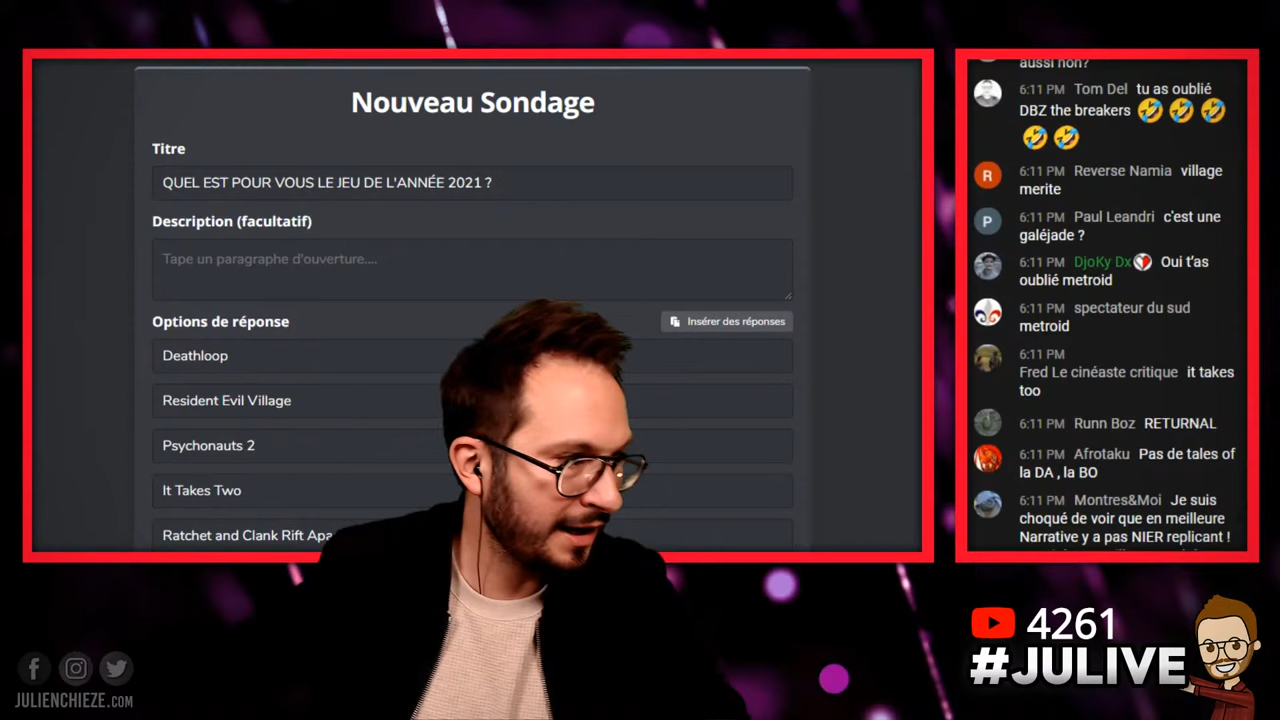 Nouveau Sondage
Titre
QUEL EST POUR VOUS LE JEU DE L'ANNÉE 2021 ?
Description (facultatif)
Tape un paragraphe d'ouverture....
Options de réponse
Insérer des réponses
Deathloop
Resident Evil Village
Psychonauts 2
It Takes Two
Ratchet and Clank Rift Apa
aussi non?
6:11 PM Tom Del tu as oublié
DBZ the breakers 🤣 🤣 🤣
🤣 🤣
6:11 PM Reverse Namia village
merite
6:11 PM Paul Leandri c'est une
galéjade ?
6:11 PM DjoKy Dx Oui t'as
oublié metroid
6:11 PM spectateur du sud
metroid
6:11 PM
Fred Le cinéaste critique it takes
too
6:11 PM Runn Boz RETURNAL
6:11 PM Afrotaku Pas de tales of
la DA , la BO
6:11 PM Montres&Moi Je suis
choqué de voir que en meilleure
Narrative y a pas NIER replicant !
R
P
4261
#JULIVE
JULIENCHIEZE.COM